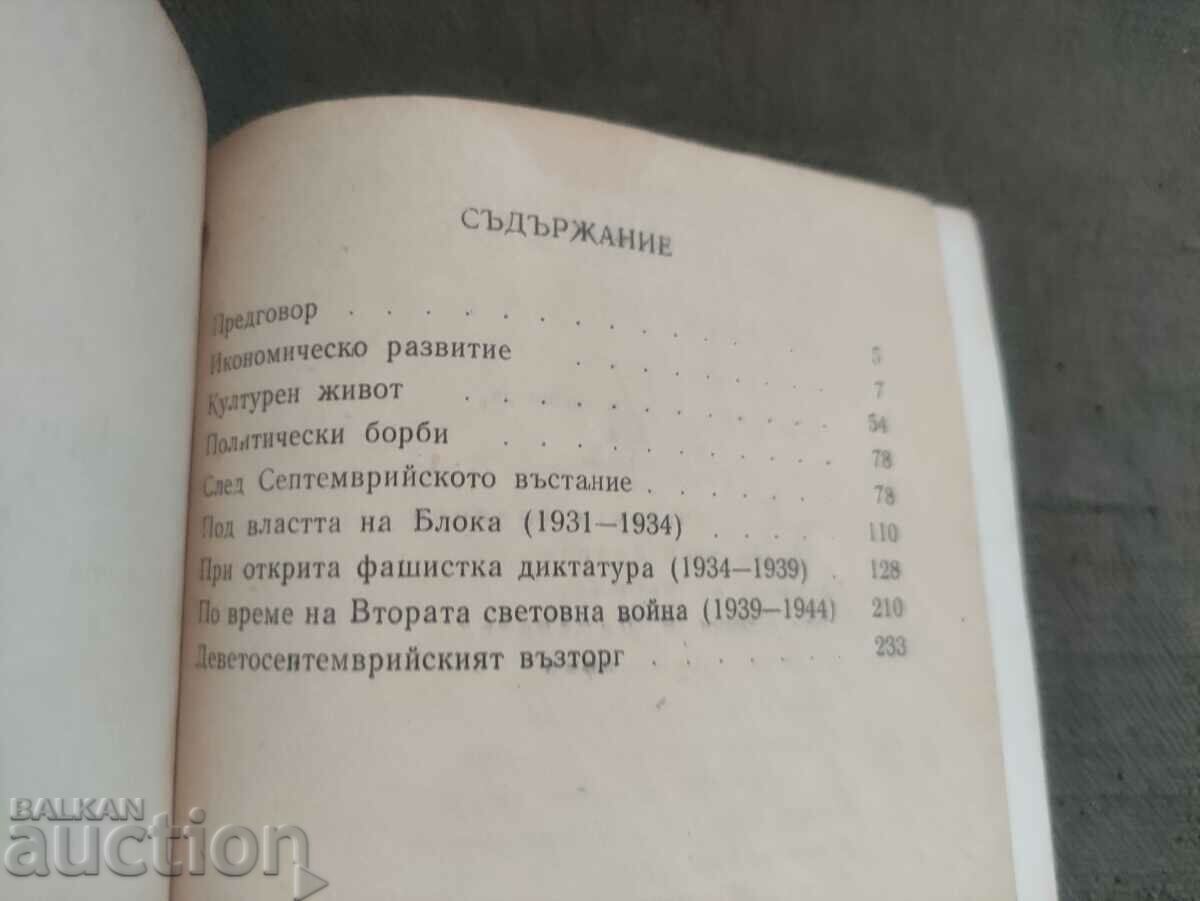 СЪДЪРЖАНИЕ
Предговор . . . . . . . . . . 5
Икономическо развитие . . . . . . 7
Културен живот . . . . . . . . . 54
Политически борби . . . . . . . . 78
След Септемврийското въстание . . . . . 78
Под властта на Блока (1931—1934) . . . . . 110
При открита фашистка диктатура (1934—1939) . 128
По време на Втората световна война (1939—1944) 210
Деветосептемврийският възторг . . . . . . 233
BALKAN
auction